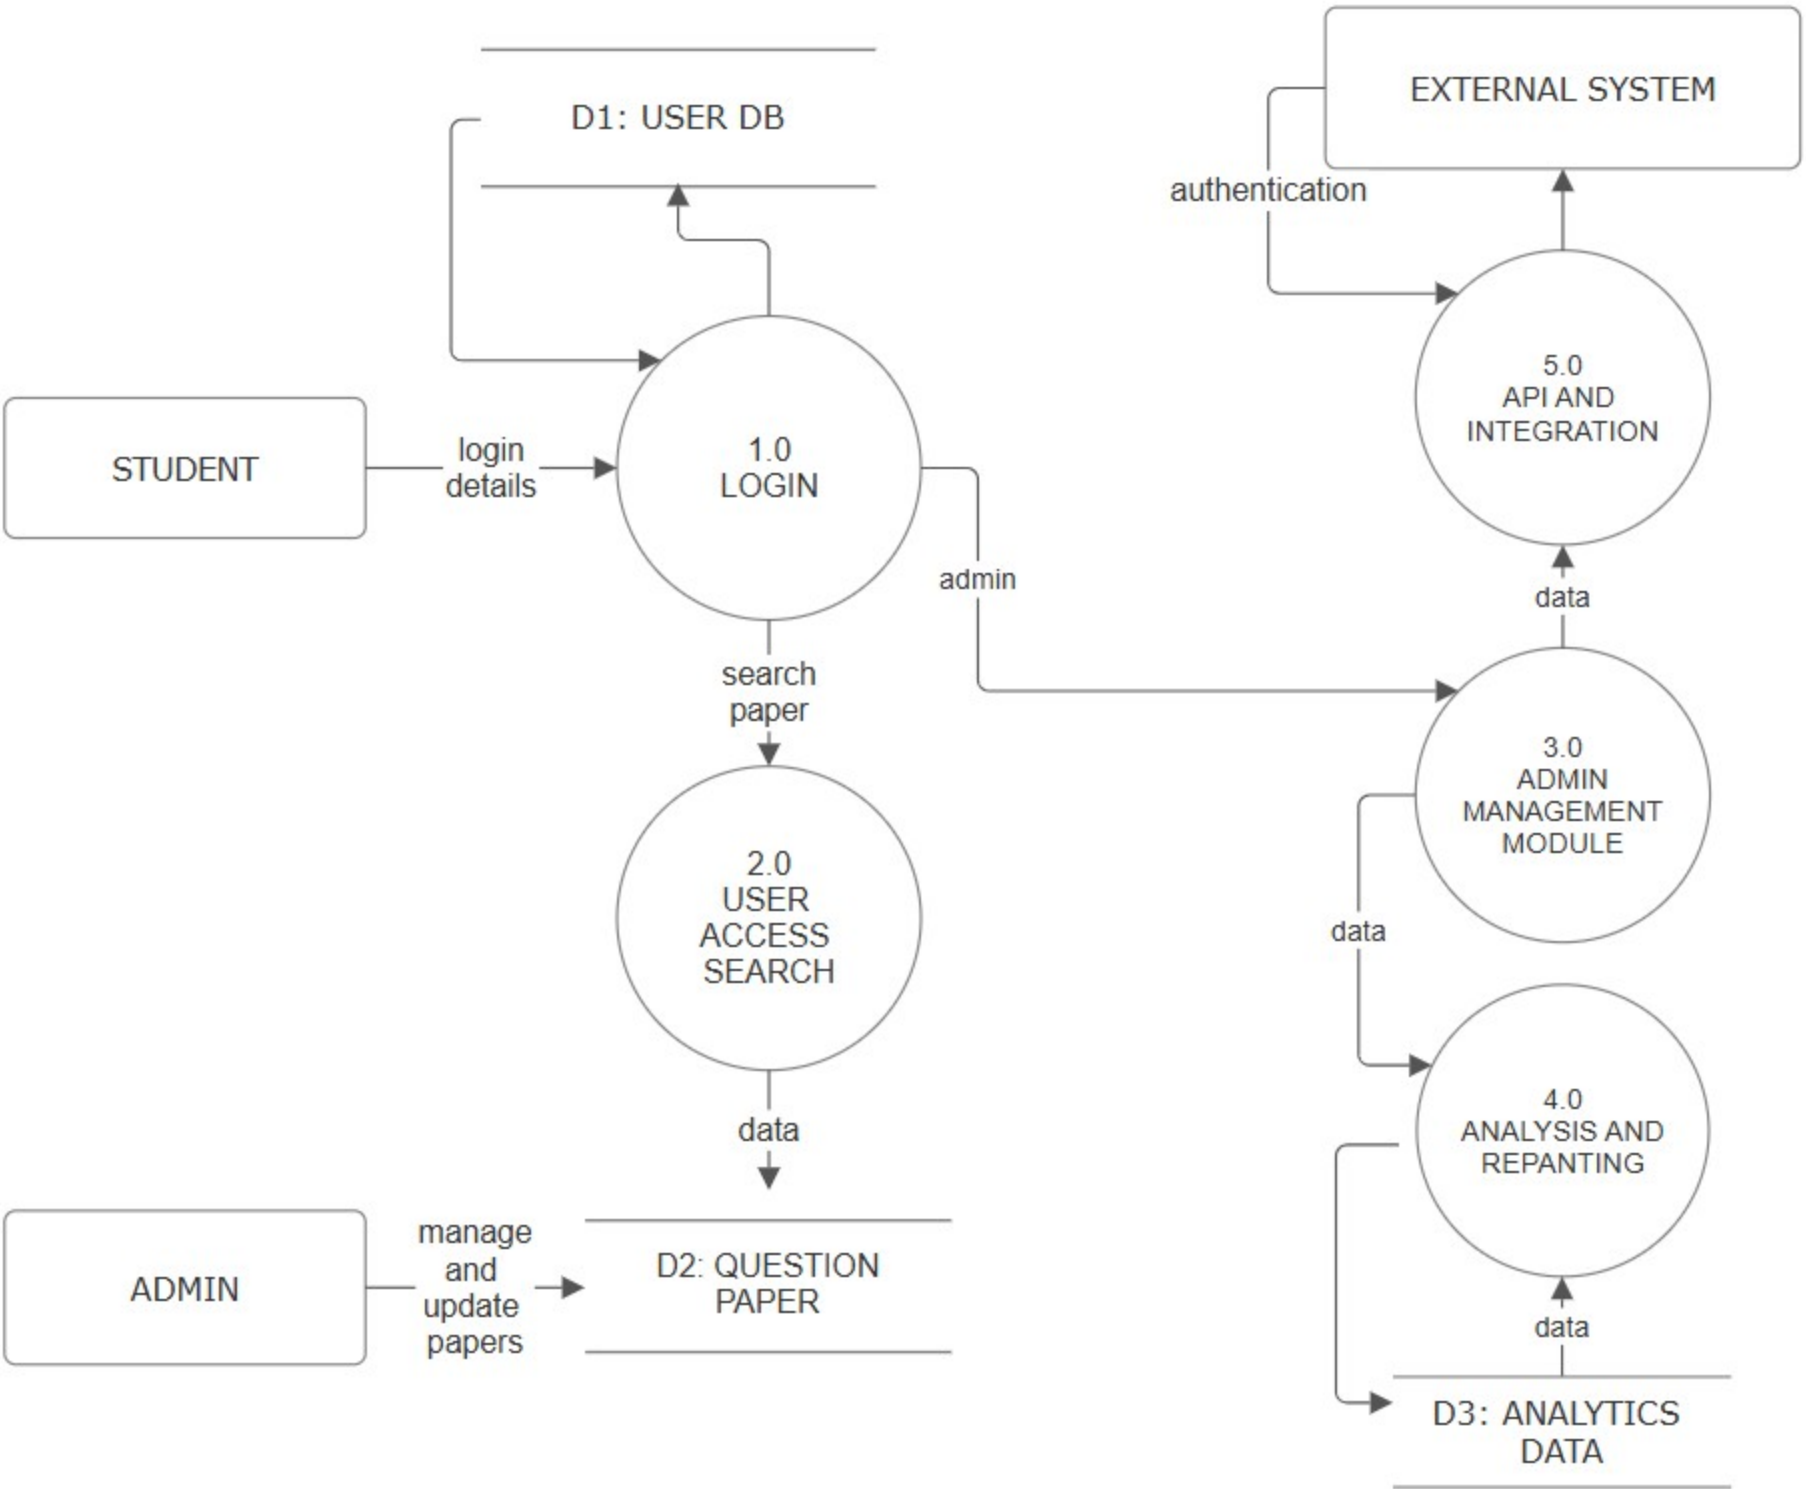 D1: USER DB
EXTERNAL SYSTEM
authentication
STUDENT
login
details
1.0
LOGIN
5.0
API AND
INTEGRATION
admin
data
search
paper
3.0
ADMIN
MANAGEMENT
MODULE
2.0
USER
ACCESS
SEARCH
data
data
4.0
ANALYSIS AND
REPANTING
ADMIN
manage
and
update
papers
D2: QUESTION
PAPER
data
D3: ANALYTICS
DATA